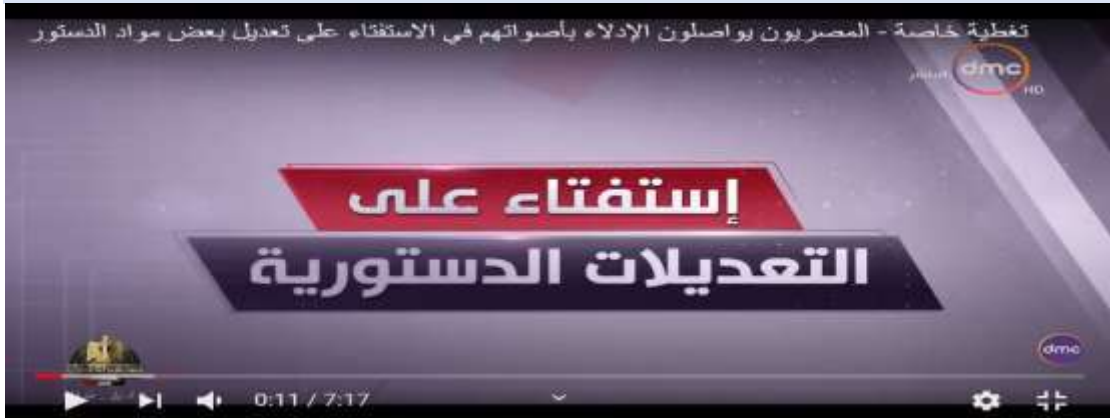 تغطية خاصة - المصريون يواصلون الإدلاء بأصواتهم في الاستفتاء على تعديل بعض مواد الدستور
dmc
HD
إستفتاء على
التعديلات الدستورية
dmc
0:11 / 7:17